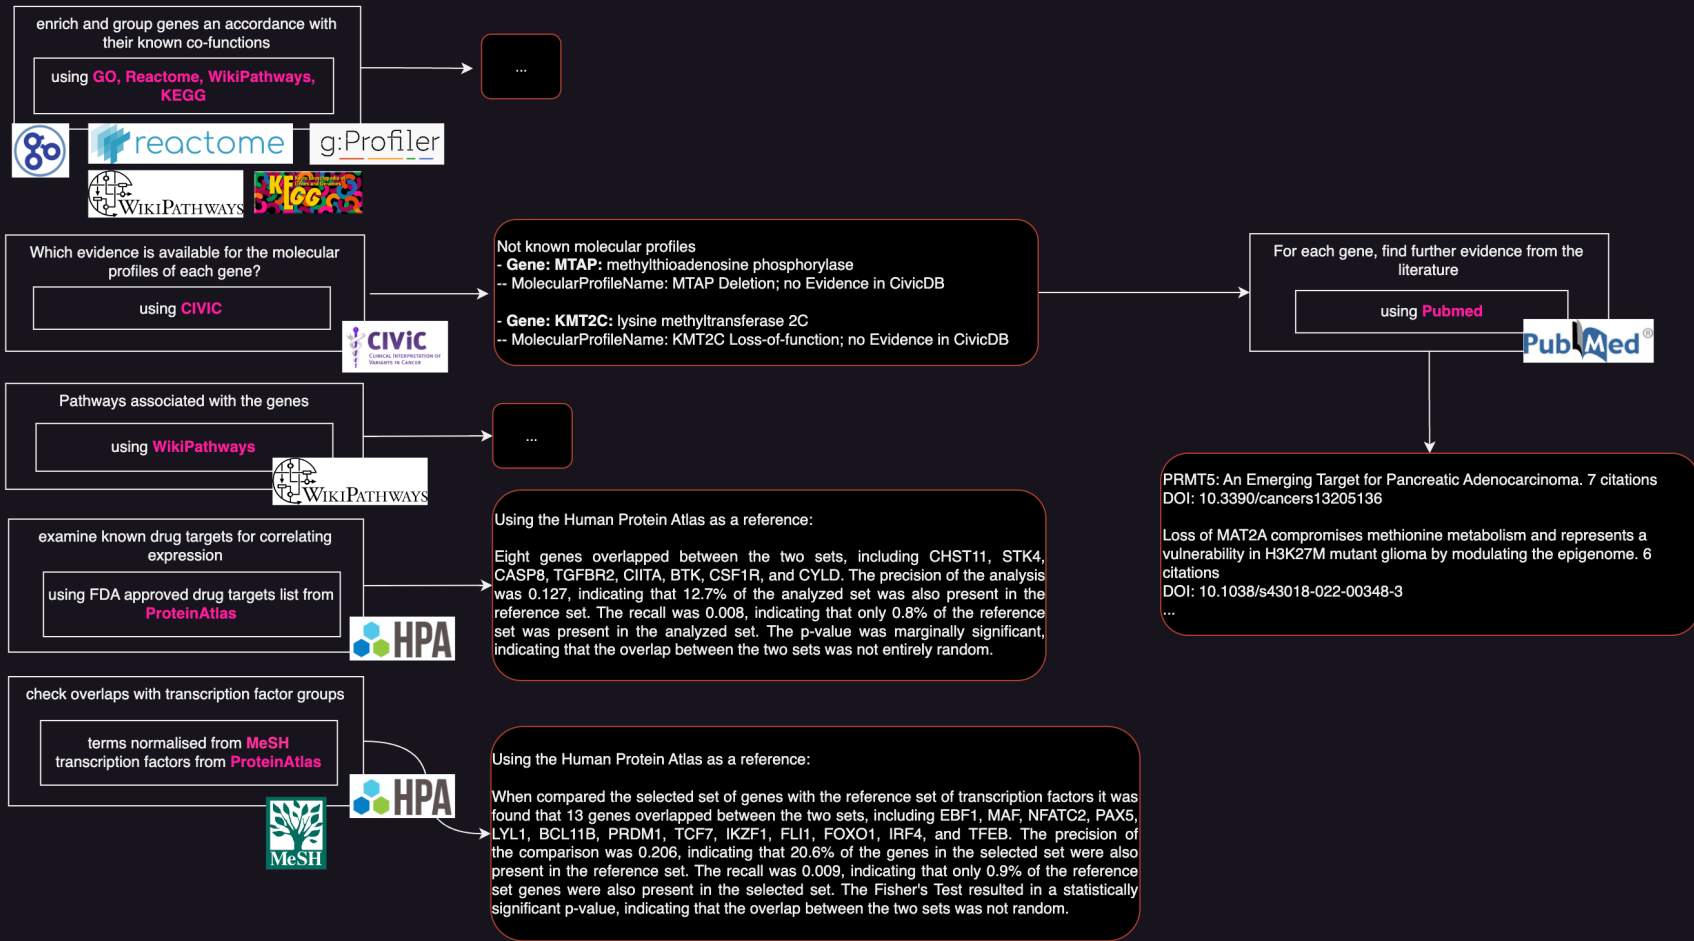 enrich and group genes an accordance with
their known co-functions
using GO, Reactome, WikiPathways,
KEGG
...
go
reactome
g:Profiler
WIKIPATHWAYS
KEGG
Which evidence is available for the molecular
profiles of each gene?
using CIVIC
CIViC
CLINICAL INTERPRETATION OF
VARIANTS IN CANCER
Not known molecular profiles
- Gene: MTAP: methylthioadenosine phosphorylase
-- MolecularProfileName: MTAP Deletion; no Evidence in CivicDB
- Gene: KMT2C: lysine methyltransferase 2C
-- MolecularProfileName: KMT2C Loss-of-function; no Evidence in CivicDB
For each gene, find further evidence from the
literature
using Pubmed
PubMed®
Pathways associated with the genes
using WikiPathways
WIKIPATHWAYS
...
PRMT5: An Emerging Target for Pancreatic Adenocarcinoma. 7 citations
DOI: 10.3390/cancers13205136
Loss of MAT2A compromises methionine metabolism and represents a
vulnerability in H3K27M mutant glioma by modulating the epigenome. 6
citations
DOI: 10.1038/s43018-022-00348-3
...
examine known drug targets for correlating
expression
using FDA approved drug targets list from
ProteinAtlas
HPA
Using the Human Protein Atlas as a reference:
Eight genes overlapped between the two sets, including CHST11, STK4,
CASP8, TGFBR2, CIITA, BTK, CSF1R, and CYLD. The precision of the analysis
was 0.127, indicating that 12.7% of the analyzed set was also present in the
reference set. The recall was 0.008, indicating that only 0.8% of the reference
set was present in the analyzed set. The p-value was marginally significant,
indicating that the overlap between the two sets was not entirely random.
check overlaps with transcription factor groups
terms normalised from MeSH
transcription factors from ProteinAtlas
HPA
MeSH
Using the Human Protein Atlas as a reference:
When compared the selected set of genes with the reference set of transcription factors it was
found that 13 genes overlapped between the two sets, including EBF1, MAF, NFATC2, PAX5,
LYL1, BCL11B, PRDM1, TCF7, IKZF1, FLI1, FOXO1, IRF4, and TFEB. The precision of
the comparison was 0.206, indicating that 20.6% of the genes in the selected set were also
present in the reference set. The recall was 0.009, indicating that only 0.9% of the reference
set genes were also present in the selected set. The Fisher's Test resulted in a statistically
significant p-value, indicating that the overlap between the two sets was not random.